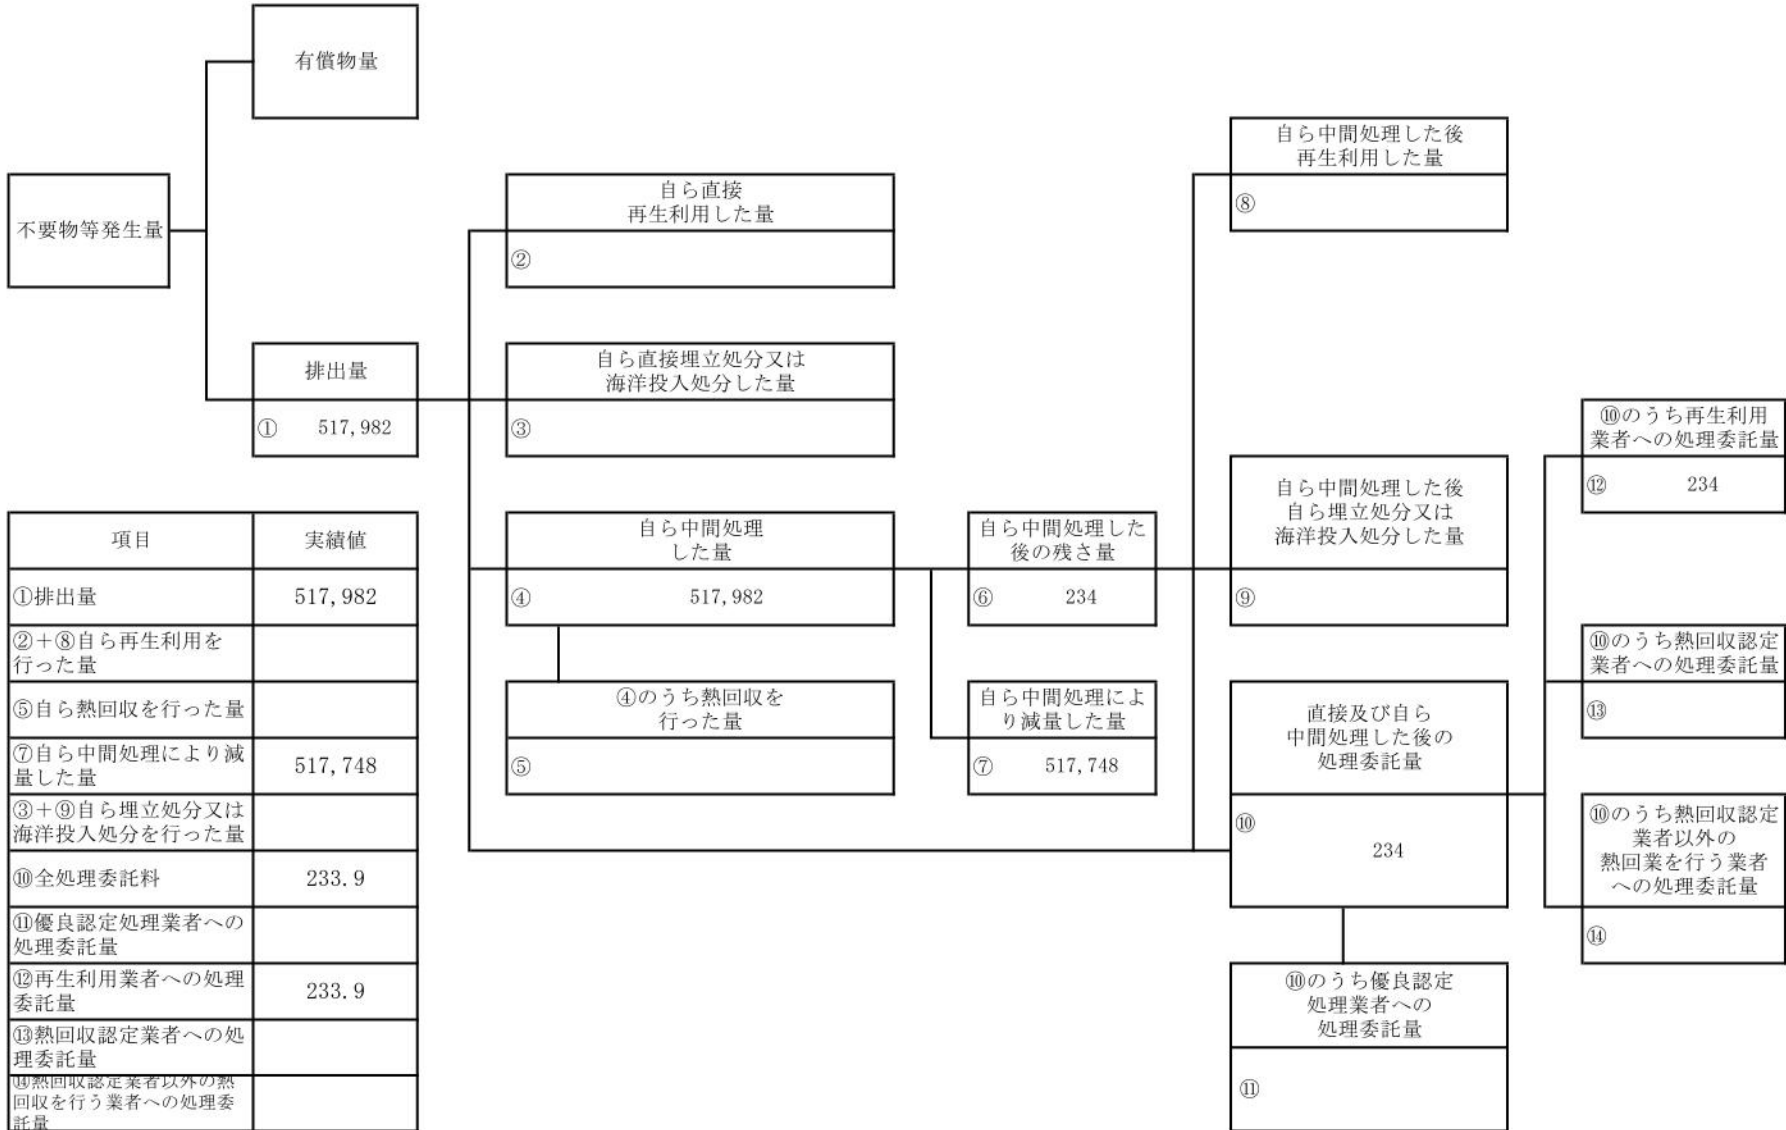 有償物量
不要物等発生量
排出量
① 517,982
自ら直接
再生利用した量
②
自ら直接埋立処分又は
海洋投入処分した量
③
自ら中間処理
した量
④ 517,982
④のうち熱回収を
行った量
⑤
自ら中間処理した
後の残さ量
⑥ 234
自ら中間処理によ
り減量した量
⑦ 517,748
自ら中間処理した後
再生利用した量
⑧
自ら中間処理した後
自ら埋立処分又は
海洋投入処分した量
⑨
直接及び自ら
中間処理した後の
処理委託量
⑩
234
⑩のうち優良認定
処理業者への
処理委託量
⑪
⑩のうち再生利用
業者への処理委託量
⑫ 234
⑩のうち熱回収認定
業者への処理委託量
⑬
⑩のうち熱回収認定
業者以外の
熱回業を行う業者
への処理委託量
⑭
項目 実績値
①排出量 517,982
②+⑧自ら再生利用を
行った量
⑤自ら熱回収を行った量
⑦自ら中間処理により減
量した量 517,748
③+⑨自ら埋立処分又は
海洋投入処分を行った量
⑩全処理委託料 233.9
⑪優良認定処理業者への
処理委託量
⑫再生利用業者への処理
委託量 233.9
⑬熱回収認定業者への処
理委託量
⑭熱回収認定業者以外の熱
回収を行う業者への処理委
託量